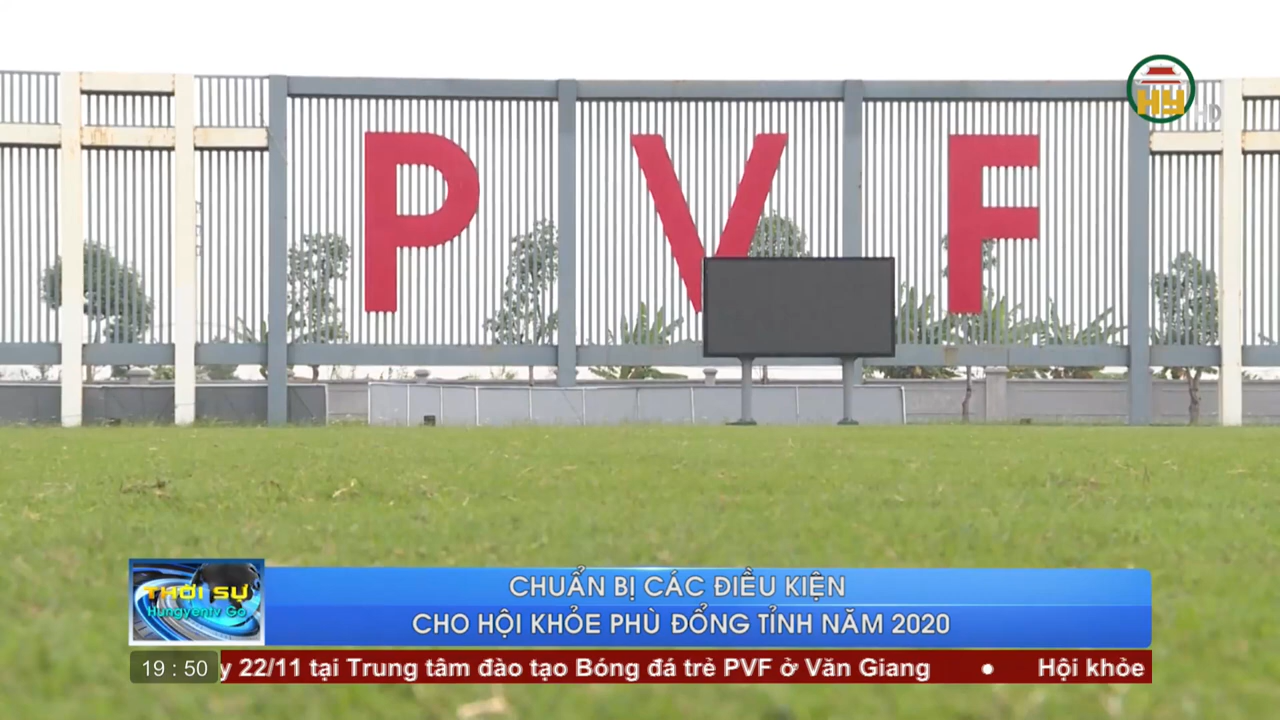 HY HD
P V F
THỜI SỰ
Hungyentv Go
CHUẨN BỊ CÁC ĐIỀU KIỆN
CHO HỘI KHỎE PHÙ ĐỔNG TỈNH NĂM 2020
19 : 50 y 22/11 tại Trung tâm đào tạo Bóng đá trẻ PVF ở Văn Giang • Hội khỏe